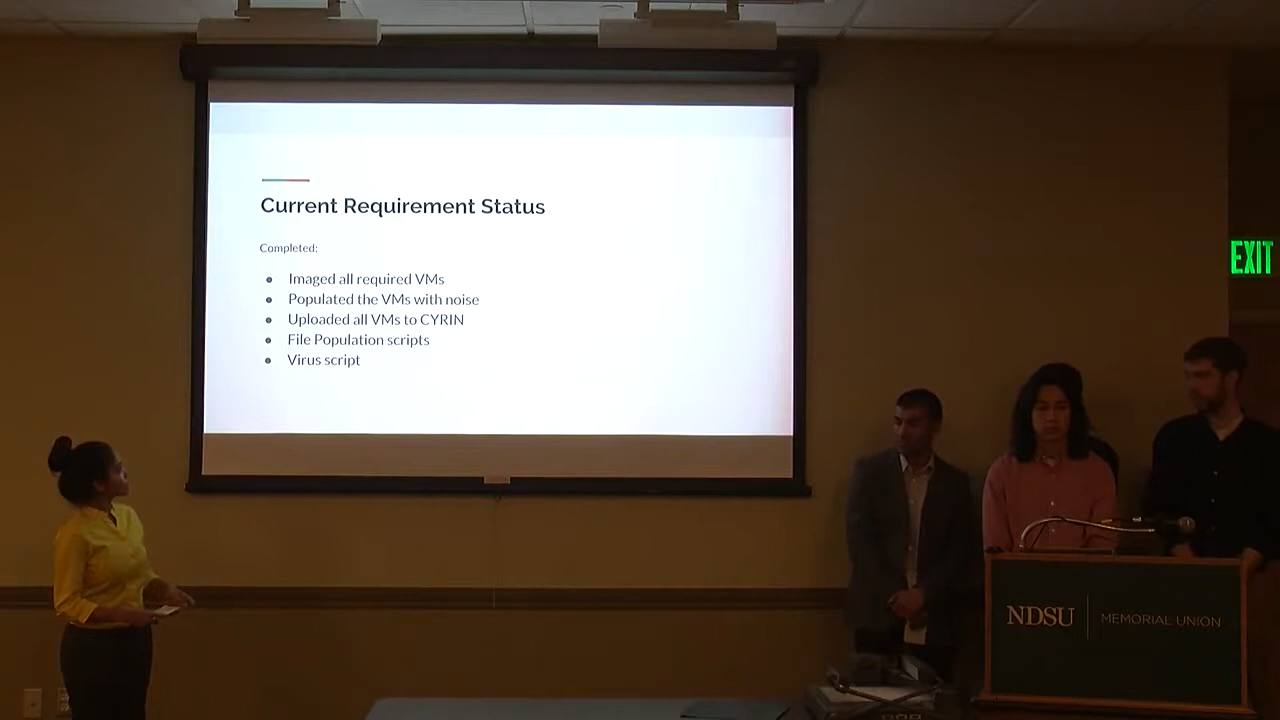 Current Requirement Status
Completed:
Imaged all required VMs
Populated the VMs with noise
Uploaded all VMs to CYRIN
File Population scripts
Virus script
EXIT
NDSU MEMORIAL UNION